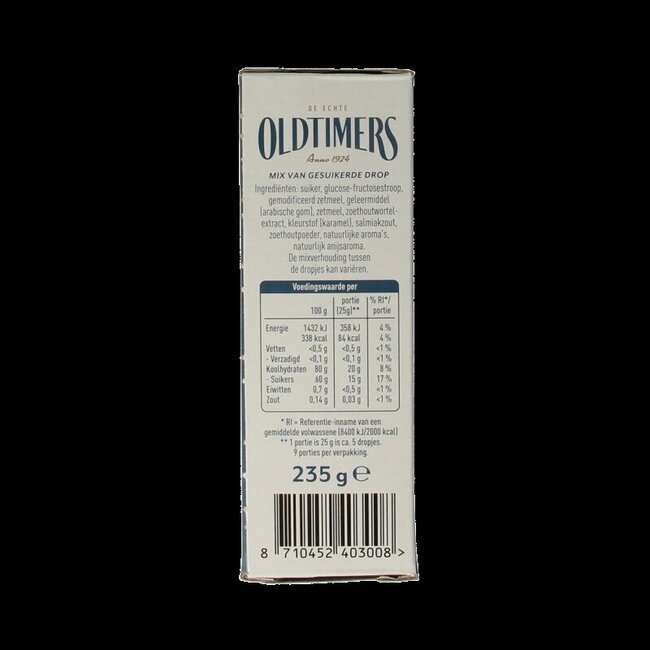 DE ECHTE
OLDTIMERS
Anno 1924
MIX VAN GESUIKERDE DROP
Ingrediënten: suiker, glucose-fructosestroop,
gemodificeerd zetmeel, geleermiddel
(arabische gom), zetmeel, zoethoutwortel-
extract, kleurstof (karamel), salmiakzout,
zoethoutpoeder, natuurlijke aroma's,
natuurlijk anijsaroma.
De mixverhouding tussen
de dropjes kan variëren.
Voedingswaarde per
100 g portie (25g)** % RI*/ portie
Energie 1432 kJ 358 kJ 4 %
338 kcal 84 kcal 4 %
Vetten <0,5 g <0,5 g <1 %
- Verzadigd <0,1 g <0,1 g <1 %
Koolhydraten 80 g 20 g 8 %
- Suikers 60 g 15 g 17 %
Eiwitten 0,7 g <0,5 g <1 %
Zout 0,14 g 0,03 g <1 %
* RI = Referentie-inname van een
gemiddelde volwassene (8400 kJ/2000 kcal)
** 1 portie is 25 g is ca. 5 dropjes.
9 porties per verpakking.
235 g ℮
8 710452 403008 >